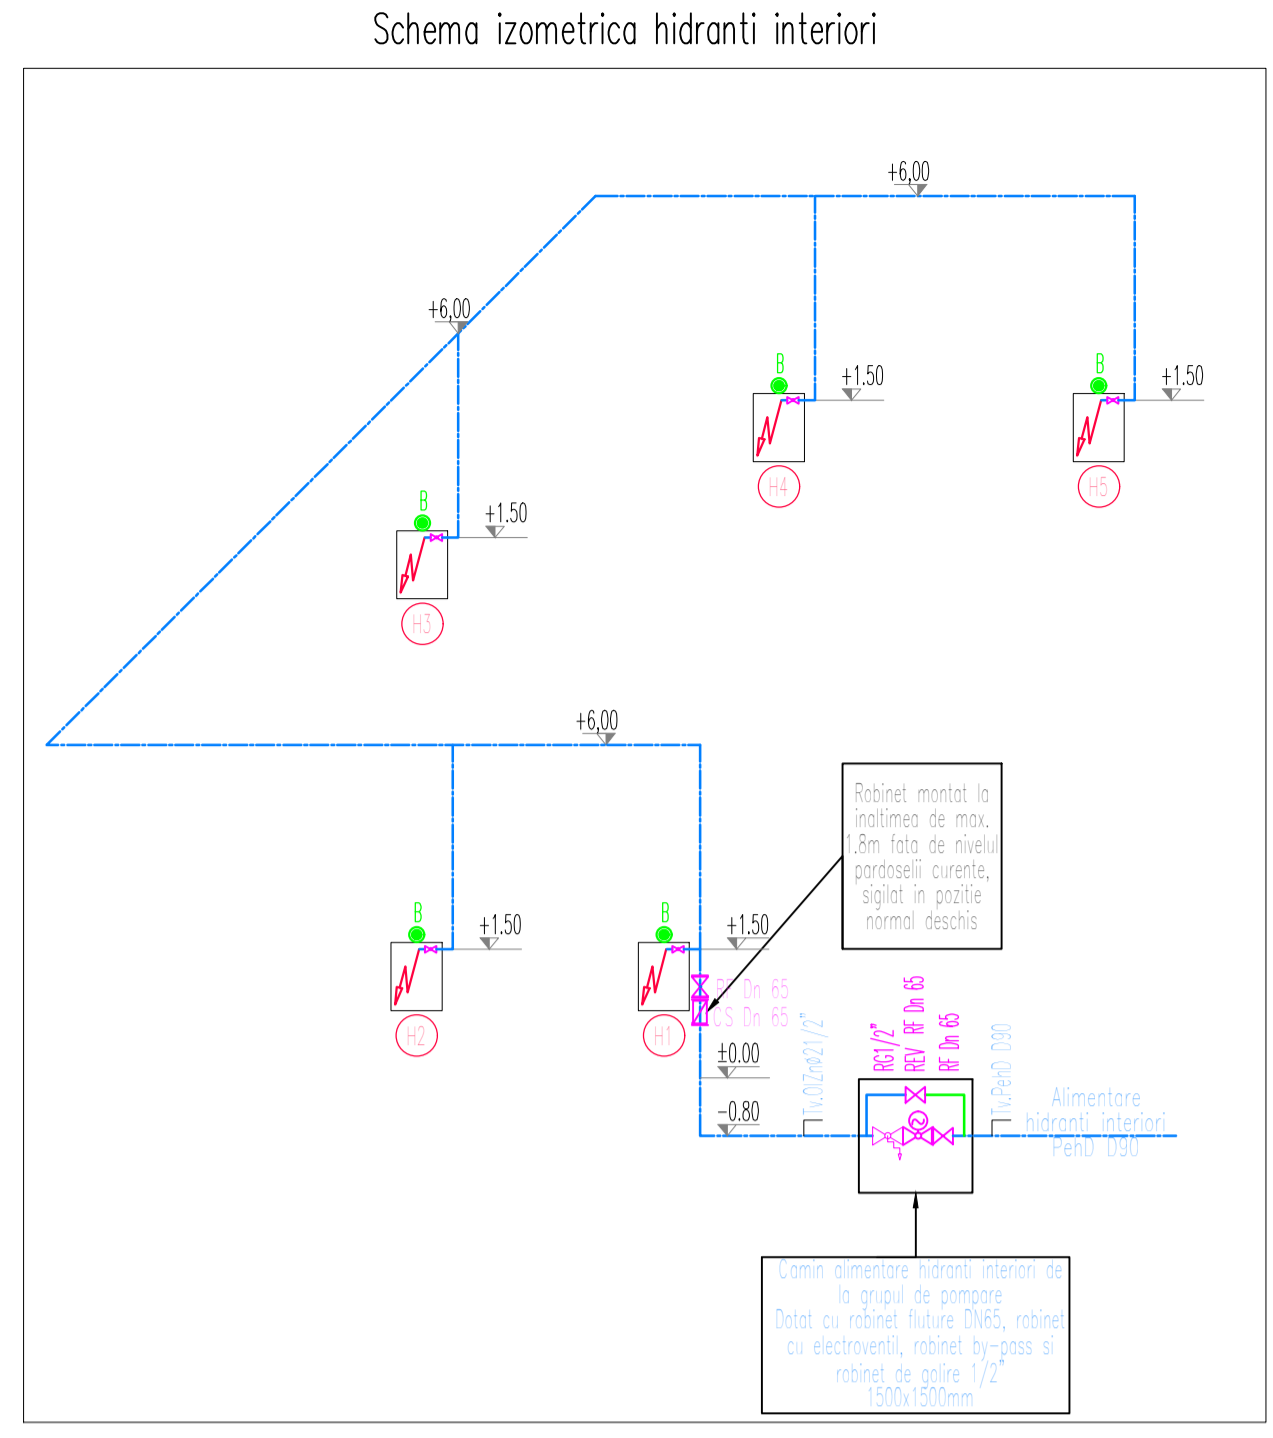 Schema izometrica hidranti interiori
+6,00
+6,00
B
+1.50
B
+1.50
H4
H5
B
+1.50
H3
+6,00
Robinet montat la
inaltimea de max.
1.8m fata de nivelul
pardoselii curente,
sigilat in pozitie
normal deschis
B
+1.50
B
+1.50
H2
H1
RF Dn 65
CS Dn 65
±0.00
-0.80
Tv.OlZnø21/2"
RG1/2"
REV RF Dn 65
RF Dn 65
Tv.PehD D90
Alimentare
hidranti interiori
PehD D90
Camin alimentare hidranti interiori de
la grupul de pompare
Dotat cu robinet fluture DN65, robinet
cu electroventil, robinet by-pass si
robinet de golire 1/2"
1500x1500mm